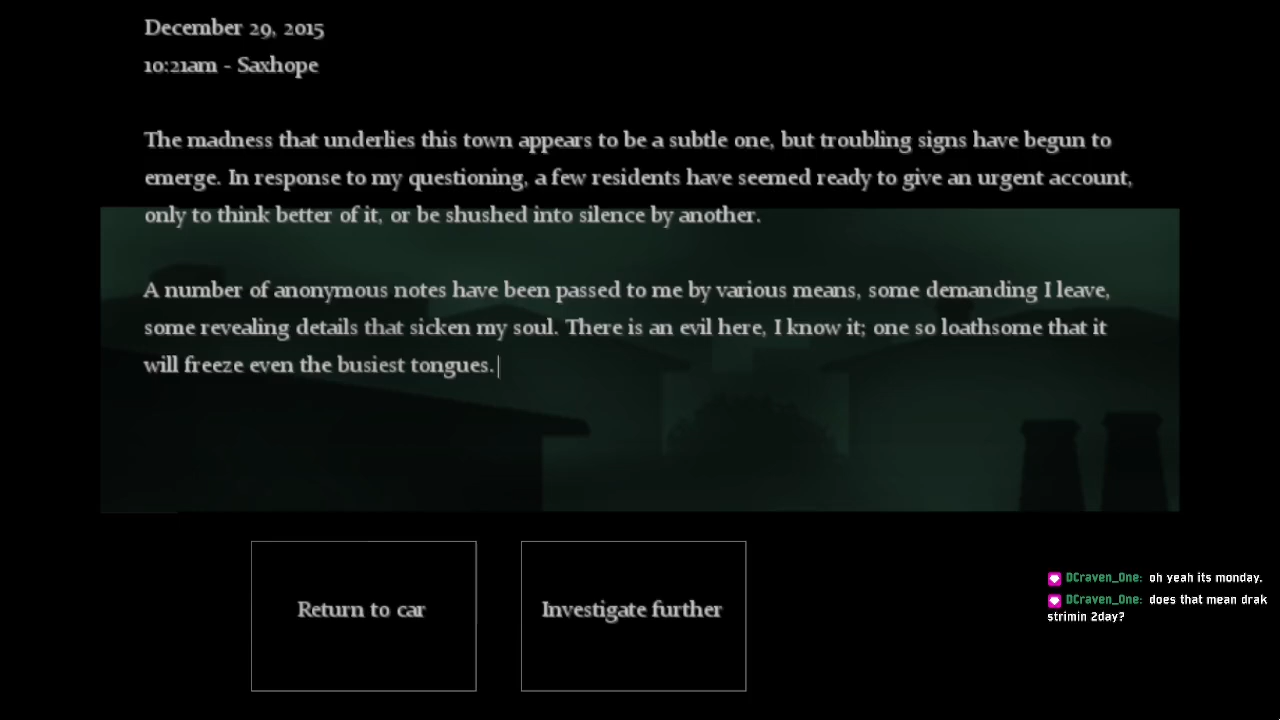 December 29, 2015
10:21am - Saxhope
The madness that underlies this town appears to be a subtle one, but troubling signs have begun to
emerge. In response to my questioning, a few residents have seemed ready to give an urgent account,
only to think better of it, or be shushed into silence by another.
A number of anonymous notes have been passed to me by various means, some demanding I leave,
some revealing details that sicken my soul. There is an evil here, I know it; one so loathsome that it
will freeze even the busiest tongues.|
Return to car
Investigate further
DCraven_One: oh yeah its monday.
DCraven_One: does that mean drak
strimin 2day?